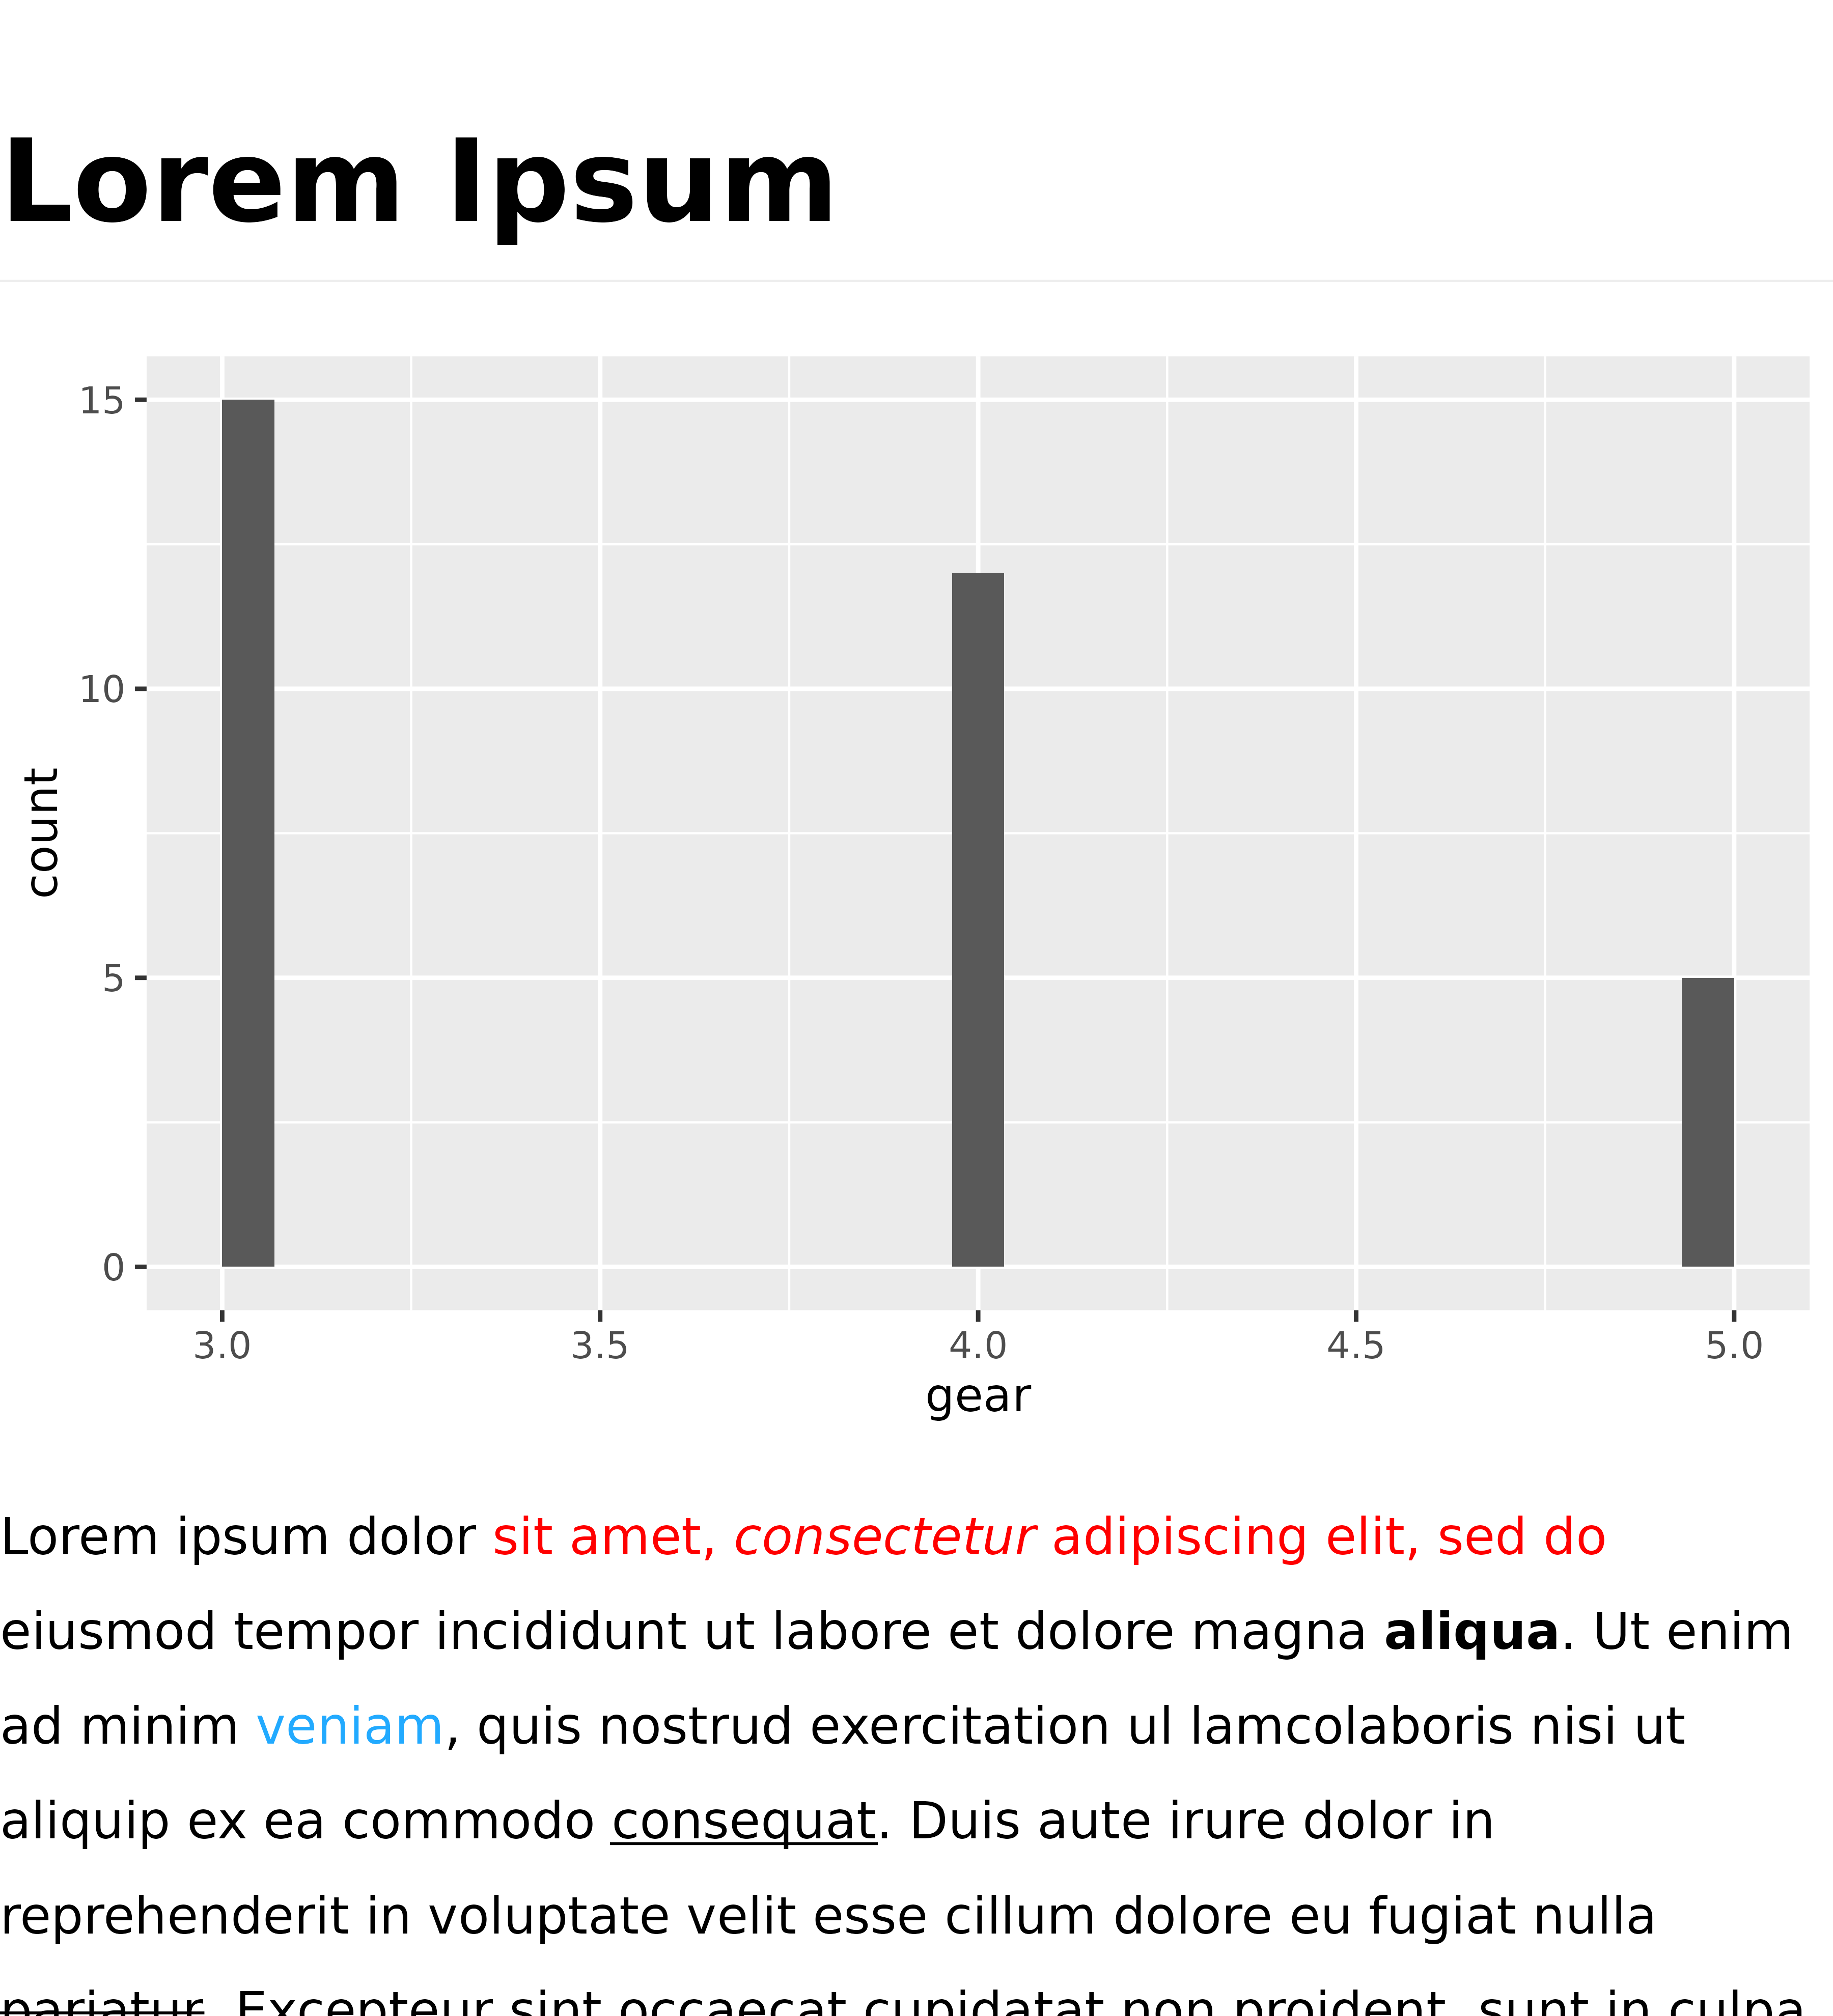 Lorem Ipsum
15
10
5
0
count
3.0 3.5 4.0 4.5 5.0
gear
Lorem ipsum dolor sit amet, consectetur adipiscing elit, sed do
eiusmod tempor incididunt ut labore et dolore magna aliqua. Ut enim
ad minim veniam, quis nostrud exercitation ul lamcolaboris nisi ut
aliquip ex ea commodo consequat. Duis aute irure dolor in
reprehenderit in voluptate velit esse cillum dolore eu fugiat nulla
pariatur. Excepteur sint occaecat cupidatat non proident, sunt in culpa